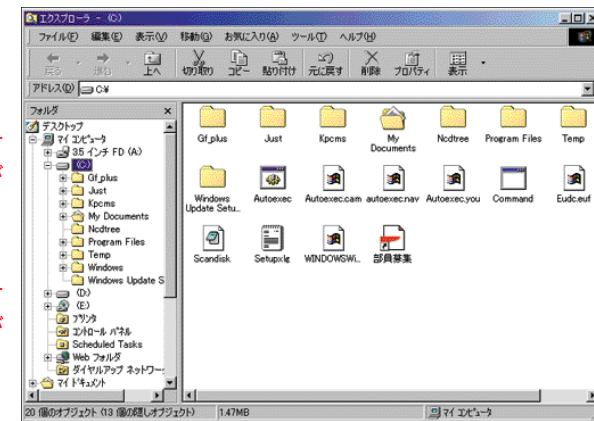 エクスプローラ - (C)
ファイル(F) 編集(E) 表示(V) 移動(G) お気に入り(A) ツール(T) ヘルプ(H)
戻る 進む 上へ 切り取り コピー 貼り付け 元に戻す 削除 プロパティ 表示
アドレス(D) C:¥
フォルダ ×
デスクトップ
マイ コンピュータ
3.5 インチ FD (A)
(C)
Gf_plus
Just
Kpcms
My Documents
Ncdtree
Program Files
Temp
Windows
Windows Update S
(D)
(E)
プリンタ
コントロール パネル
Scheduled Tasks
Web フォルダ
ダイヤルアップ ネットワー
マイ ドキュメント
Gf_plus Just Kpcms My Documents Ncdtree Program Files Temp
Windows Update Setu... Autoexec Autoexec.cam autoexec.nav Autoexec.you Command Eudc.euf
Scandisk Setupxlg WINDOWSWi... 部員募集
20 個のオブジェクト (13 個の隠しオブジェクト) 1.47MB マイ コンピュータ
が
が